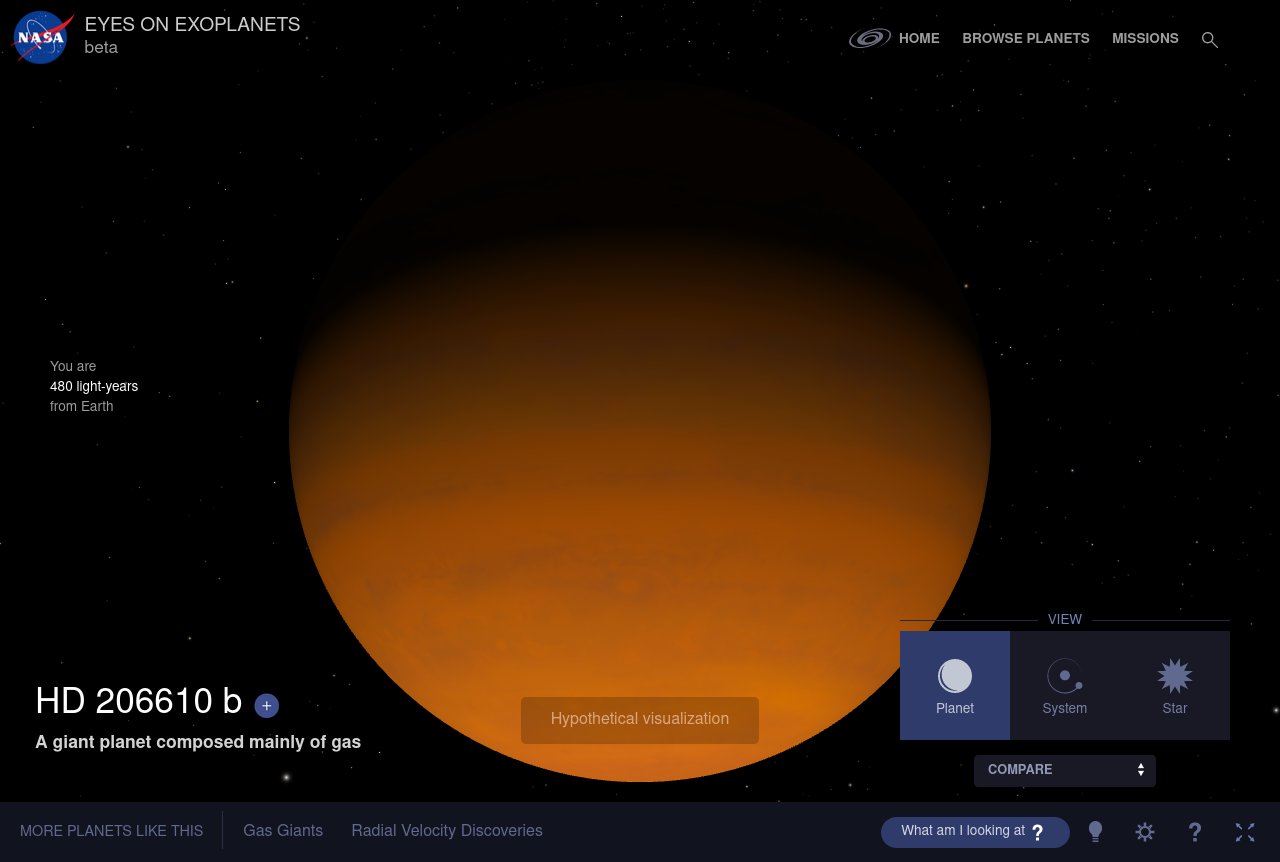 NASA
EYES ON EXOPLANETS
beta
HOME
BROWSE PLANETS
MISSIONS
You are
480 light-years
from Earth
HD 206610 b +
A giant planet composed mainly of gas
Hypothetical visualization
VIEW
Planet
System
Star
COMPARE
MORE PLANETS LIKE THIS
Gas Giants
Radial Velocity Discoveries
What am I looking at ?
?